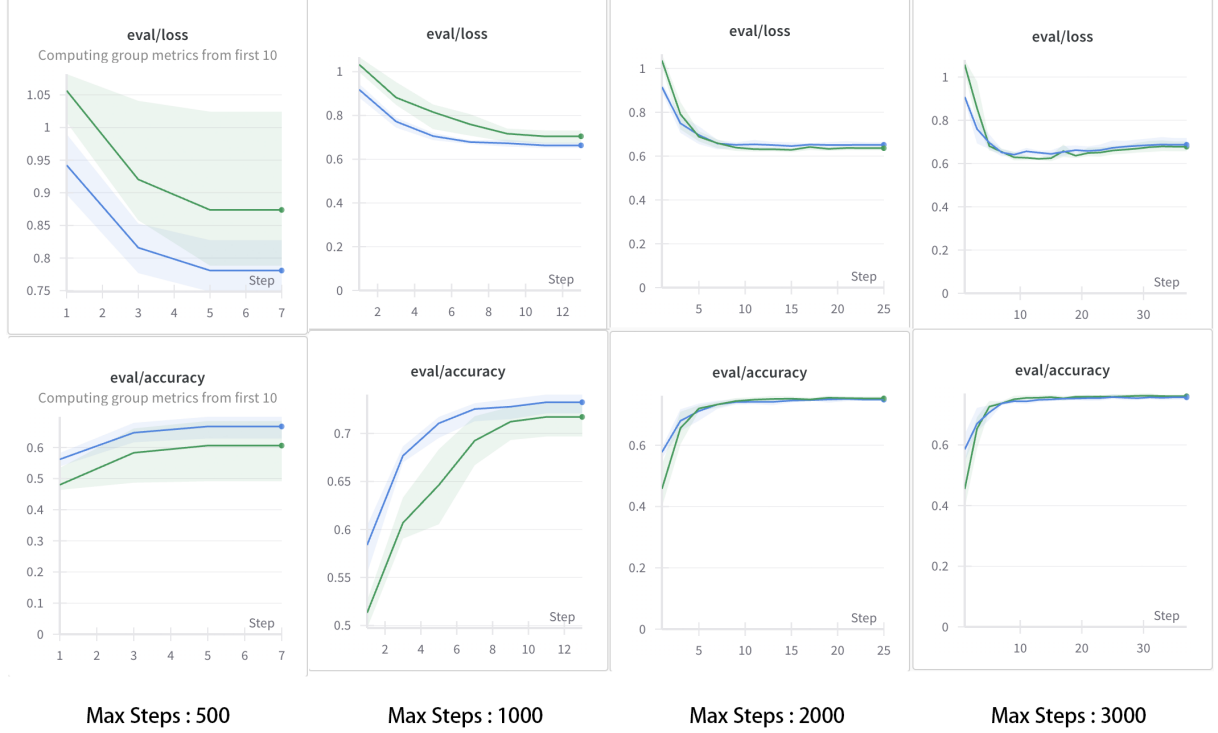 eval/loss
Computing group metrics from first 10
1.05
1
0.95
0.9
0.85
0.8
0.75
Step
1 2 3 4 5 6 7
eval/loss
1
0.8
0.6
0.4
0.2
0
Step
2 4 6 8 10 12
eval/loss
1
0.8
0.6
0.4
0.2
0
Step
5 10 15 20 25
eval/loss
1
0.8
0.6
0.4
0.2
0
Step
10 20 30
eval/accuracy
Computing group metrics from first 10
0.6
0.5
0.4
0.3
0.2
0.1
0
Step
1 2 3 4 5 6 7
eval/accuracy
0.7
0.65
0.6
0.55
0.5
Step
2 4 6 8 10 12
eval/accuracy
0.6
0.4
0.2
0
Step
5 10 15 20 25
eval/accuracy
0.6
0.4
0.2
0
Step
10 20 30
Max Steps : 500
Max Steps : 1000
Max Steps : 2000
Max Steps : 3000